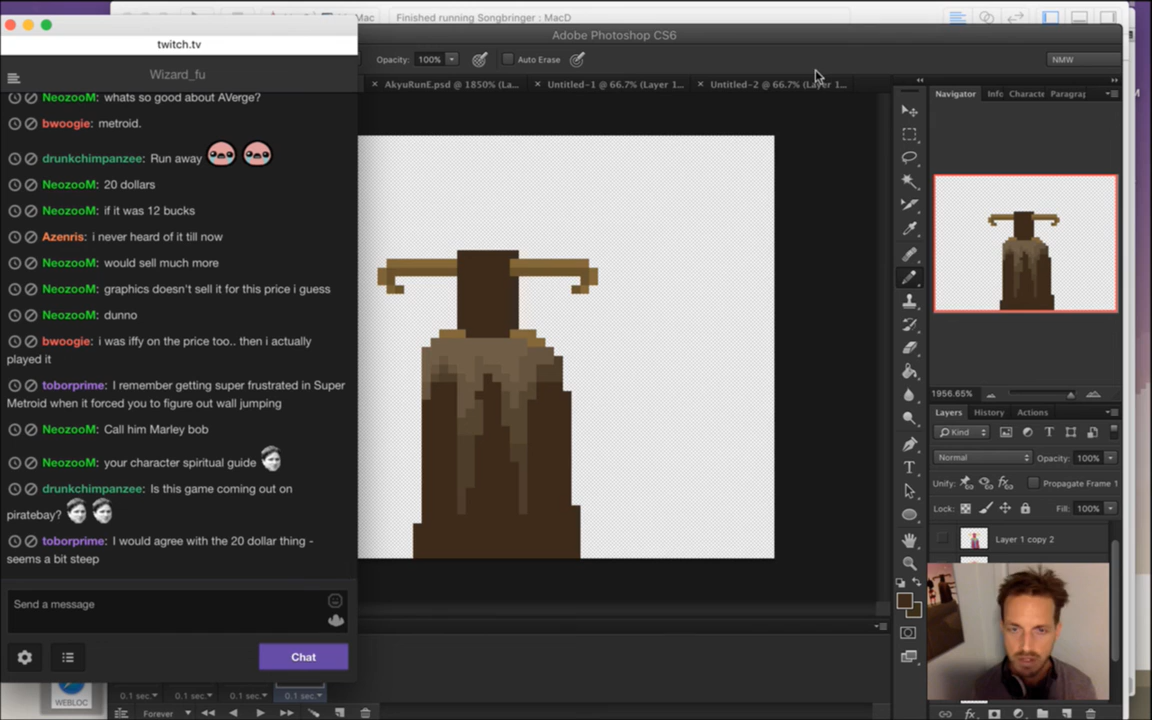 Mac
Finished running Songbringer : MacD
twitch.tv
Adobe Photoshop CS6
Wizard_fu
Opacity: 100%
Auto Erase
NMW
× AkyuRunE.psd @ 1850% (La...
× Untitled-1 @ 66.7% (Layer 1...
× Untitled-2 @ 66.7% (Layer 1...
NeozooM: whats so good about AVerge?
bwoogie: metroid.
drunkchimpanzee: Run away
NeozooM: 20 dollars
NeozooM: if it was 12 bucks
Azenris: i never heard of it till now
NeozooM: would sell much more
NeozooM: graphics doesn't sell it for this price i guess
NeozooM: dunno
bwoogie: i was iffy on the price too.. then i actually
played it
toborprime: I remember getting super frustrated in Super
Metroid when it forced you to figure out wall jumping
NeozooM: Call him Marley bob
NeozooM: your character spiritual guide
drunkchimpanzee: Is this game coming out on
piratebay?
toborprime: I would agree with the 20 dollar thing -
seems a bit steep
Send a message
Chat
Navigator Info Characte Paragraj
1956.65%
Layers History Actions
Kind
Normal
Opacity: 100%
Unify:
Propagate Frame 1
Lock:
Fill: 100%
Layer 1 copy 2
WEBLOC
0.1 sec. 0.1 sec. 0.1 sec. 0.1 sec.
Forever